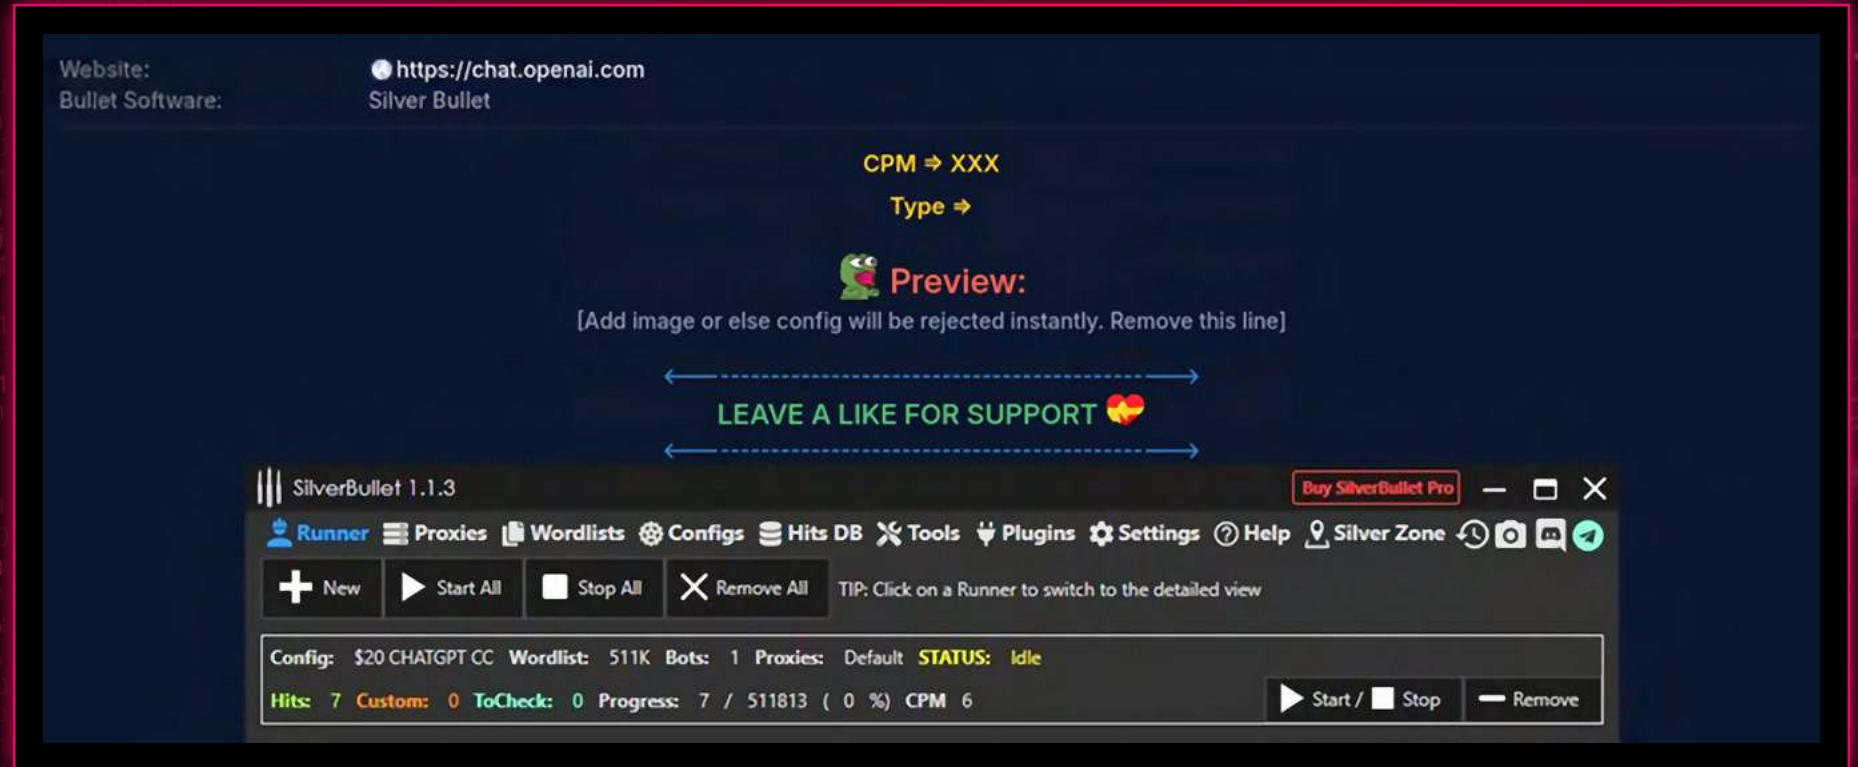 Website: https://chat.openai.com
Bullet Software: Silver Bullet
CPM ⇒ XXX
Type ⇒
Preview:
[Add image or else config will be rejected instantly. Remove this line]
LEAVE A LIKE FOR SUPPORT
SilverBullet 1.1.3 Buy SilverBullet Pro
Runner Proxies Wordlists Configs Hits DB Tools Plugins Settings Help Silver Zone
New Start All Stop All Remove All TIP: Click on a Runner to switch to the detailed view
Config: $20 CHATGPT CC Wordlist: 511K Bots: 1 Proxies: Default STATUS: Idle
Hits: 7 Custom: 0 ToCheck: 0 Progress: 7 / 511813 ( 0 %) CPM 6 Start / Stop Remove